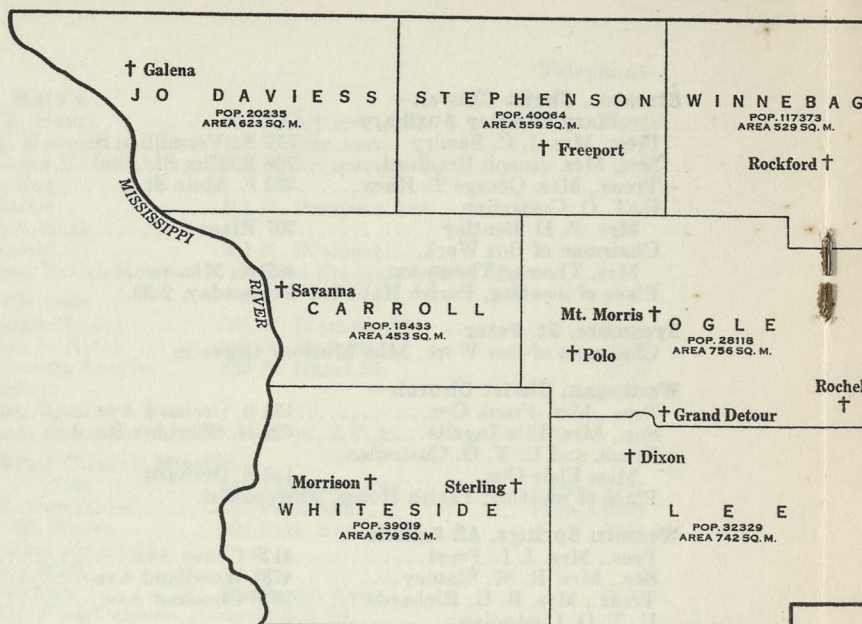 † Galena
JO DAVIESS
POP. 20235
AREA 623 SQ. M.
STEPHENSON
POP. 40064
AREA 559 SQ. M.
† Freeport
WINNEBAG
POP. 117373
AREA 529 SQ. M.
Rockford †
MISSISSIPPI
RIVER
† Savanna
CARROLL
POP. 18433
AREA 453 SQ. M.
Mt. Morris †
OGLE
POP. 28118
AREA 756 SQ. M.
† Polo
Rochel
†
† Grand Detour
† Dixon
Morrison †
Sterling †
WHITESIDE
POP. 39019
AREA 679 SQ. M.
LEE
POP. 32329
AREA 742 SQ. M.